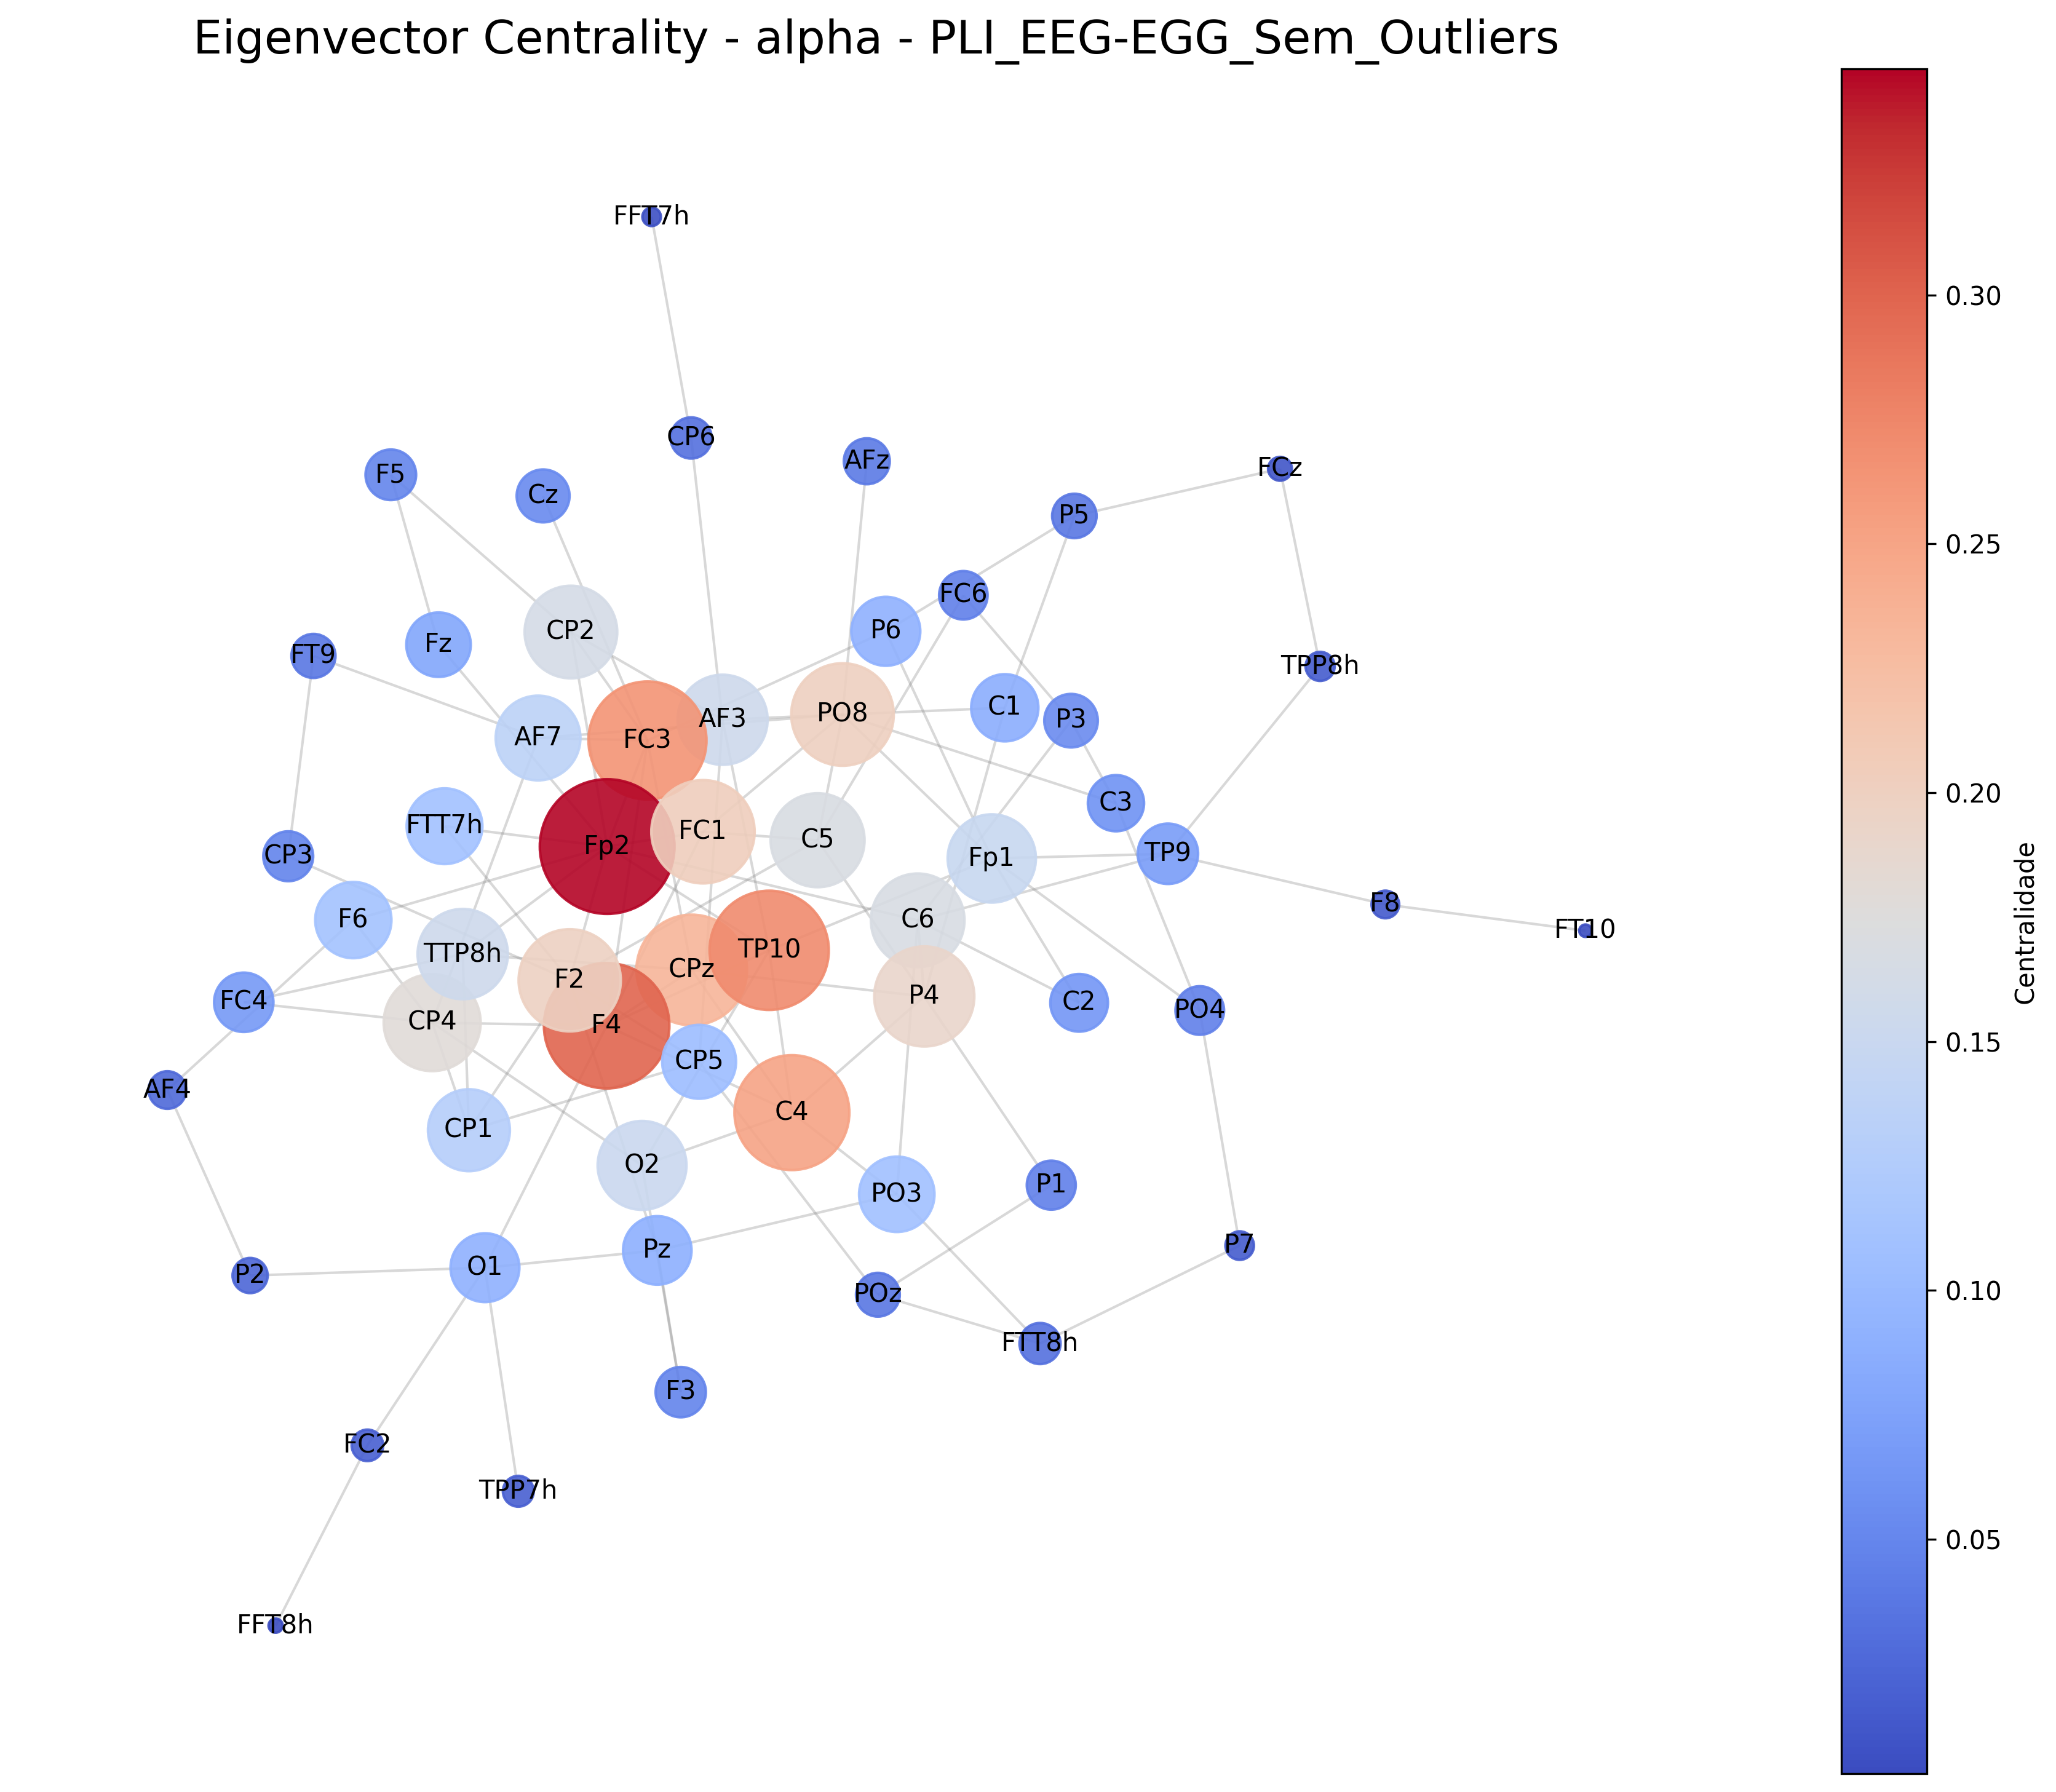 Eigenvector Centrality - alpha - PLI_EEG-EGG_Sem_Outliers
FFT7h
CP6
AFz
FCz
F5
Cz
P5
FC6
CP2
P6
Fz
FT9
TPP8h
AF7
FC3
AF3
PO8
C1
P3
C3
FTT7h
Fp2
FC1
C5
CP3
Fp1
TP9
F8
F6
FT10
C6
TTP8h
TP10
CPz
F2
P4
FC4
C2
PO4
CP4
F4
CP5
AF4
C4
CP1
O2
P1
PO3
Pz
P7
O1
P2
POz
FTT8h
F3
FC2
TPP7h
FFT8h
0.30
0.25
0.20
0.15
0.10
0.05
Centralidade